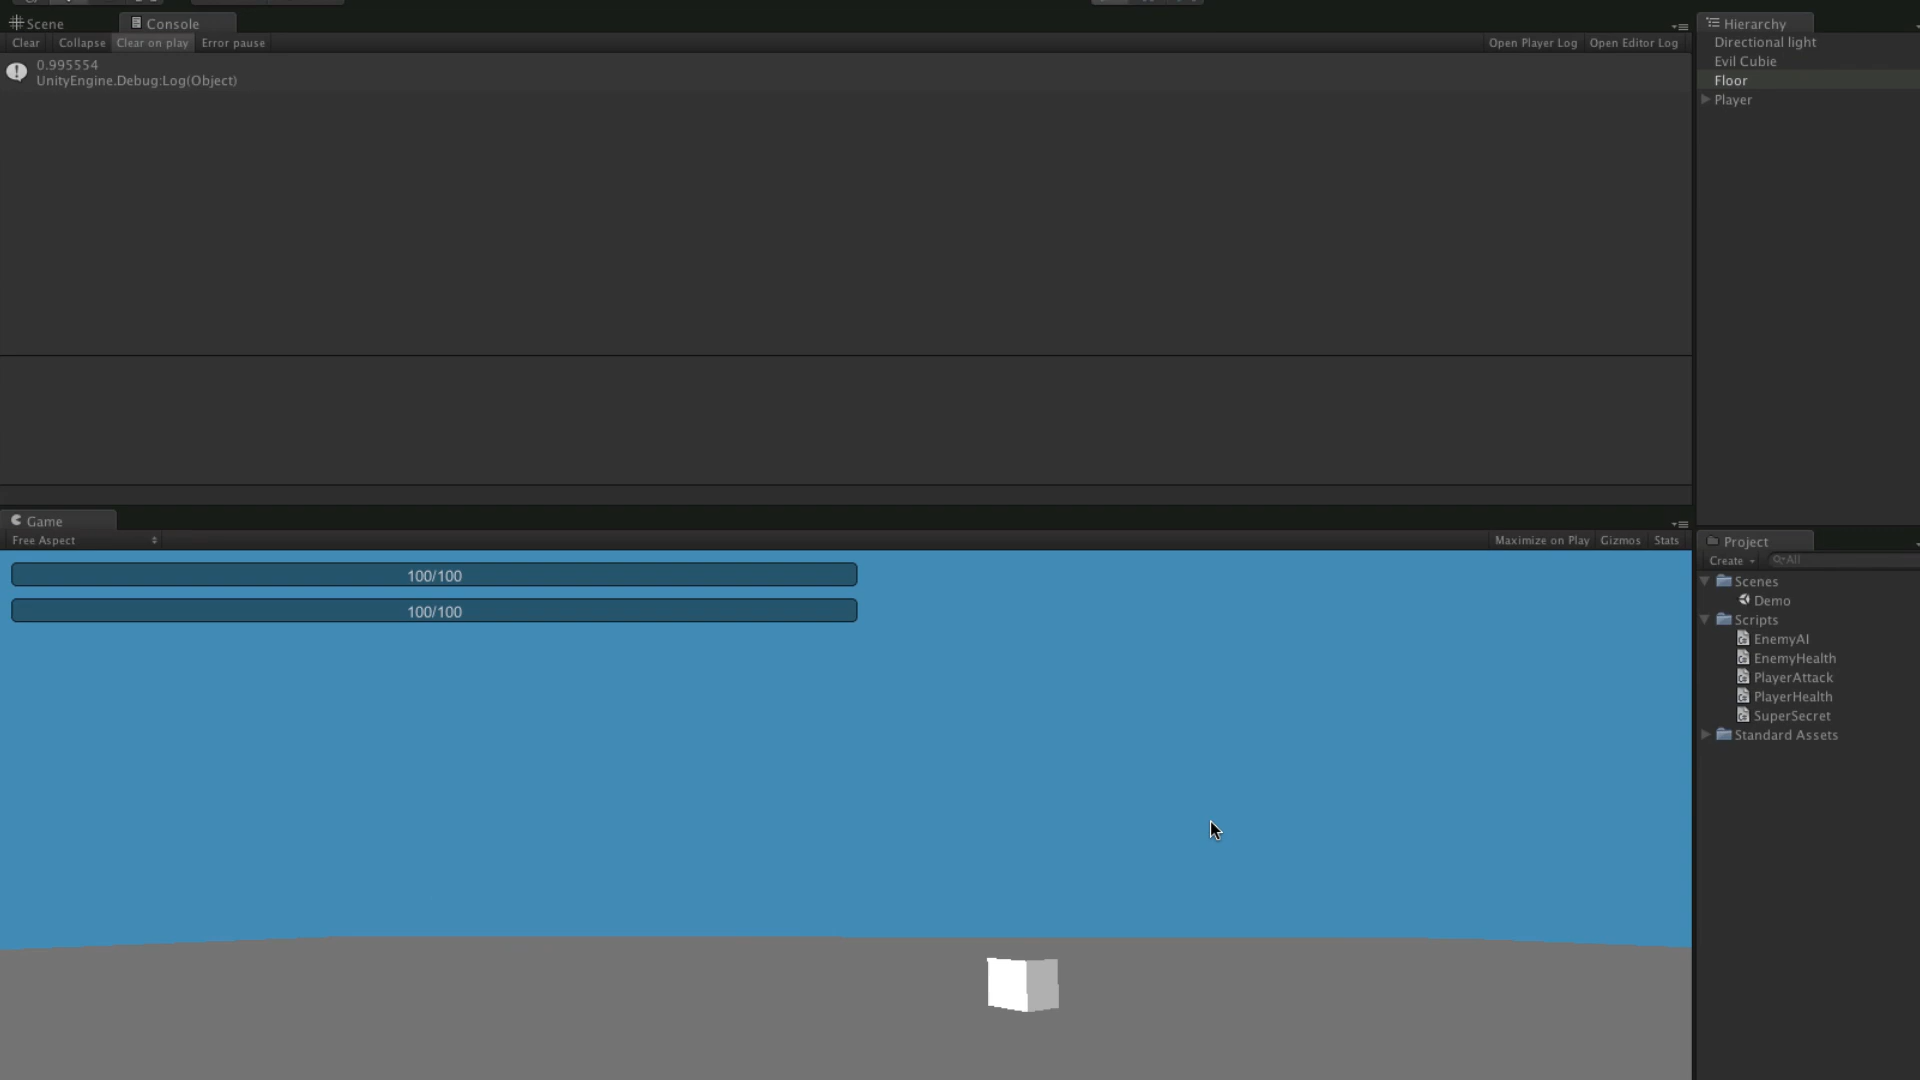 Scene
Console
Clear
Collapse
Clear on play
Error pause
Open Player Log
Open Editor Log
0.995554
UnityEngine.Debug:Log(Object)
Hierarchy
Directional light
Evil Cubie
Floor
Player
Game
Free Aspect
Maximize on Play
Gizmos
Stats
100/100
100/100
Project
Create
All
Scenes
Demo
Scripts
EnemyAI
EnemyHealth
PlayerAttack
PlayerHealth
SuperSecret
Standard Assets